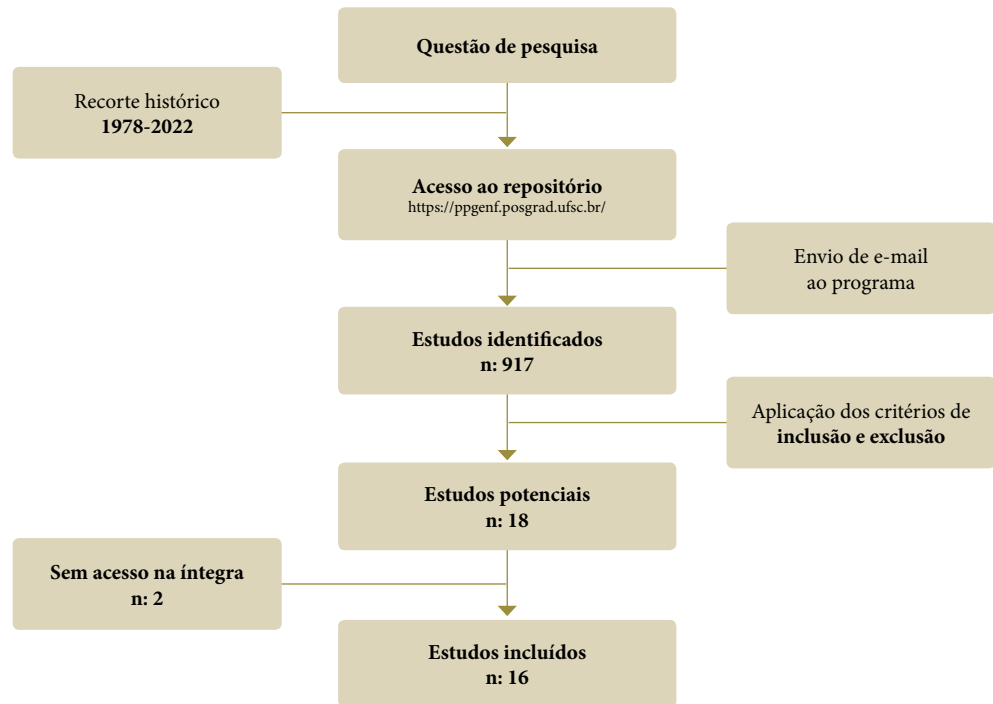 Questão de pesquisa
Recorte histórico
1978-2022
Acesso ao repositório
https://ppgenf.posgrad.ufsc.br/
Envio de e-mail
ao programa
Estudos identificados
n: 917
Aplicação dos critérios de
inclusão e exclusão
Estudos potenciais
n: 18
Sem acesso na íntegra
n: 2
Estudos incluídos
n: 16